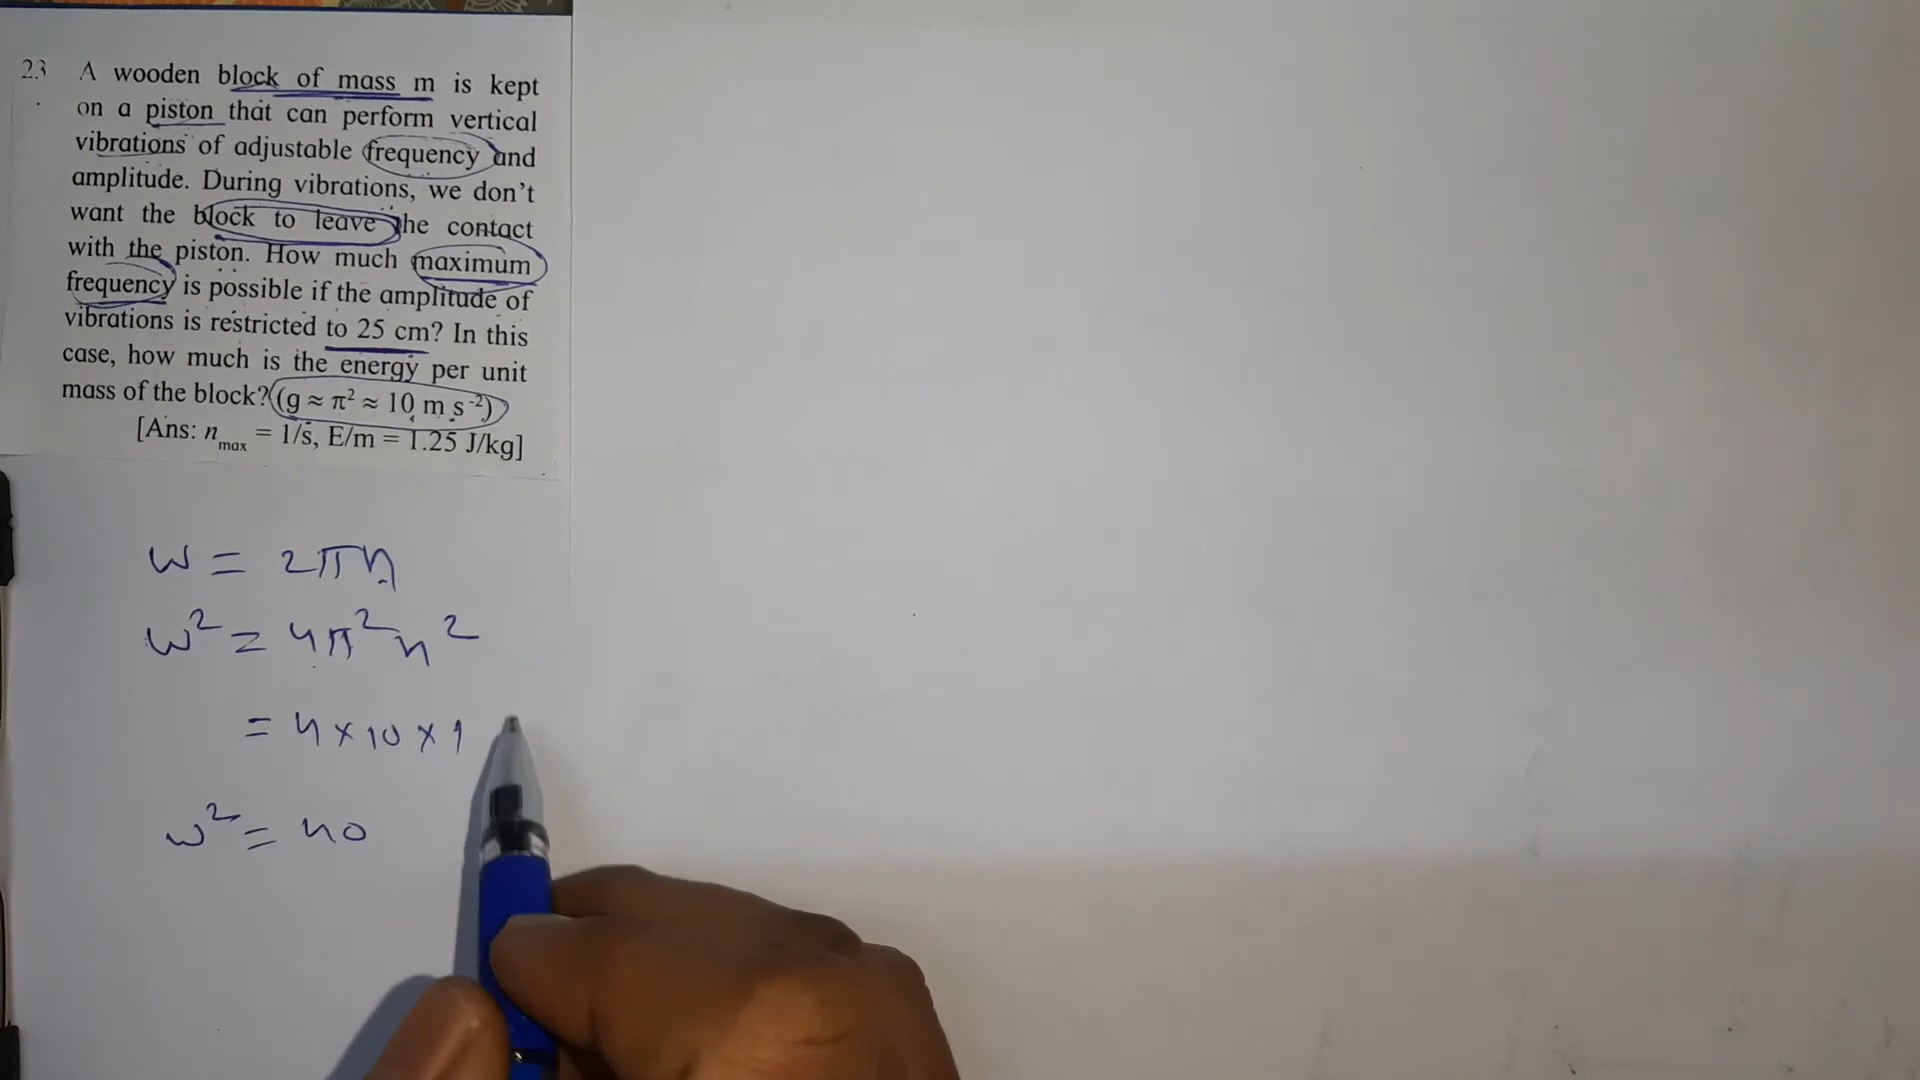 23 A wooden block of mass m is kept
on a piston that can perform vertical
vibrations of adjustable frequency and
amplitude. During vibrations, we don't
want the block to leave the contact
with the piston. How much maximum
frequency is possible if the amplitude of
vibrations is restricted to 25 cm? In this
case, how much is the energy per unit
mass of the block? (g ≈ π² ≈ 10 m s⁻²)
[Ans: n max = 1/s, E/m = 1.25 J/kg]
w = 2πn
w² = 4π²n²
= 4 × 10 × 1
w² = 40